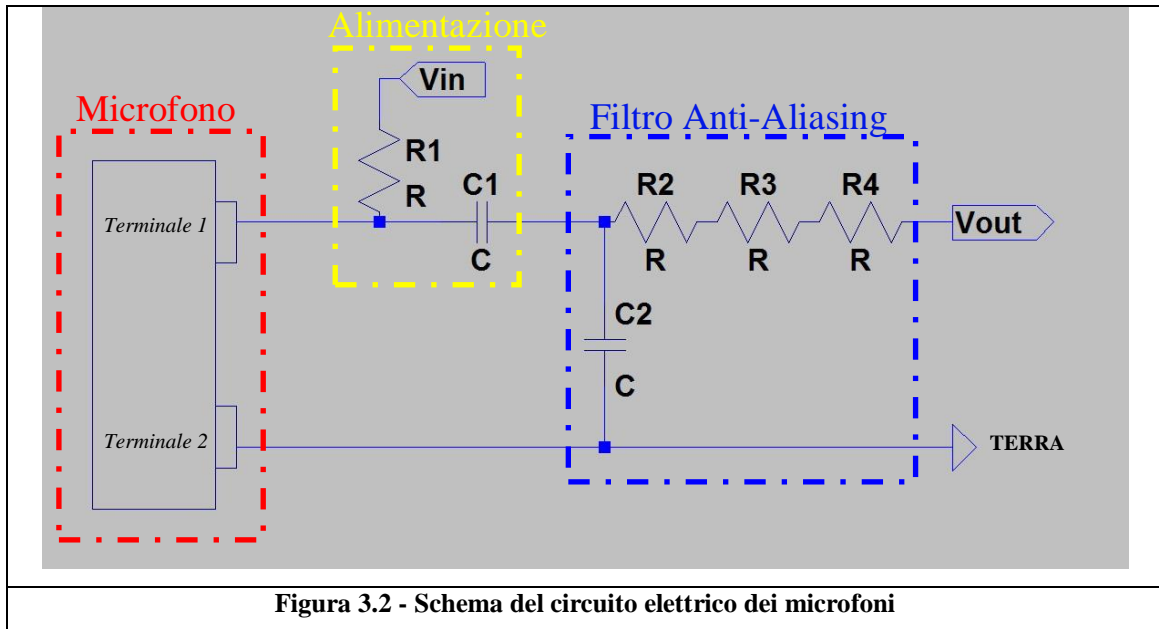 Alimentazione
Vin
Microfono
Filtro Anti-Aliasing
R1
R
C1
C
R2
R
R3
R
R4
R
Terminale 1
Vout
C2
C
Terminale 2
TERRA
Figura 3.2 - Schema del circuito elettrico dei microfoni